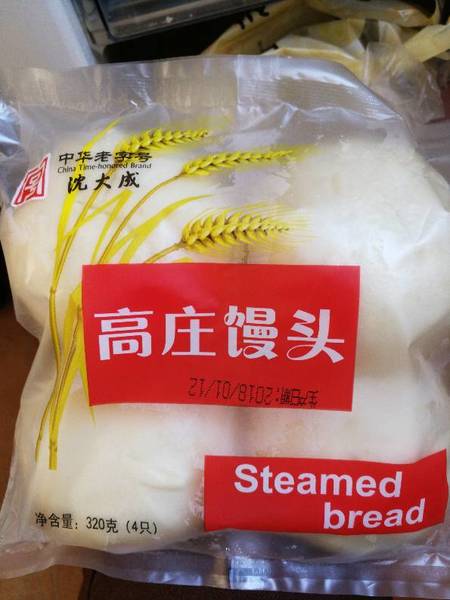 中华老字号
China Time-honored Brand
沈大成
高庄馒头
生产日期:2018/01/12
Steamed
bread
净含量：320克（4只）